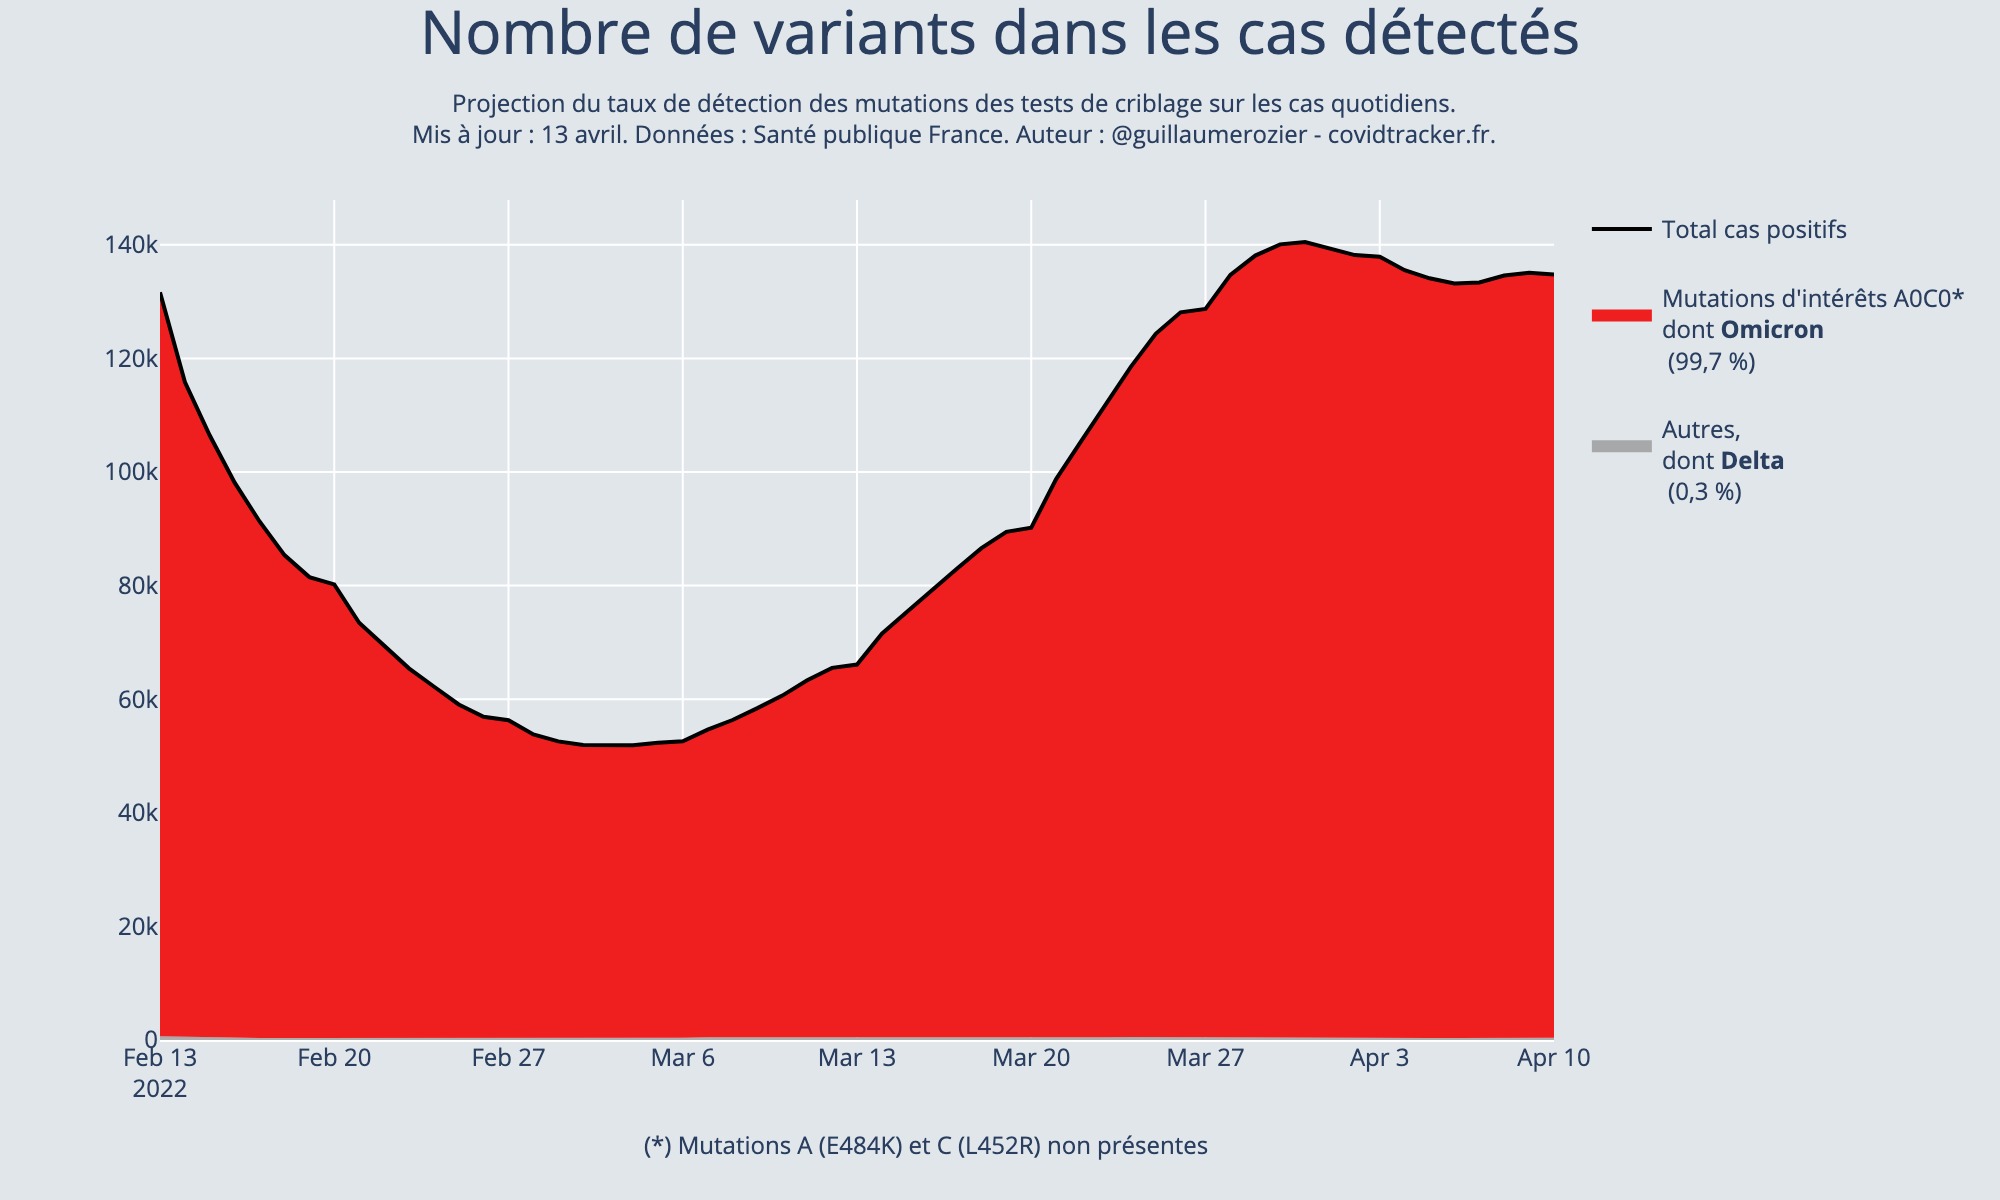 Nombre de variants dans les cas détectés
Projection du taux de détection des mutations des tests de criblage sur les cas quotidiens.
Mis à jour : 13 avril. Données : Santé publique France. Auteur : @guillaumerozier - covidtracker.fr.
140k
120k
100k
80k
60k
40k
20k
0
Feb 13
2022
Feb 20
Feb 27
Mar 6
Mar 13
Mar 20
Mar 27
Apr 3
Apr 10
Total cas positifs
Mutations d'intérêts A0C0*
dont Omicron
(99,7 %)
Autres,
dont Delta
(0,3 %)
(*) Mutations A (E484K) et C (L452R) non présentes